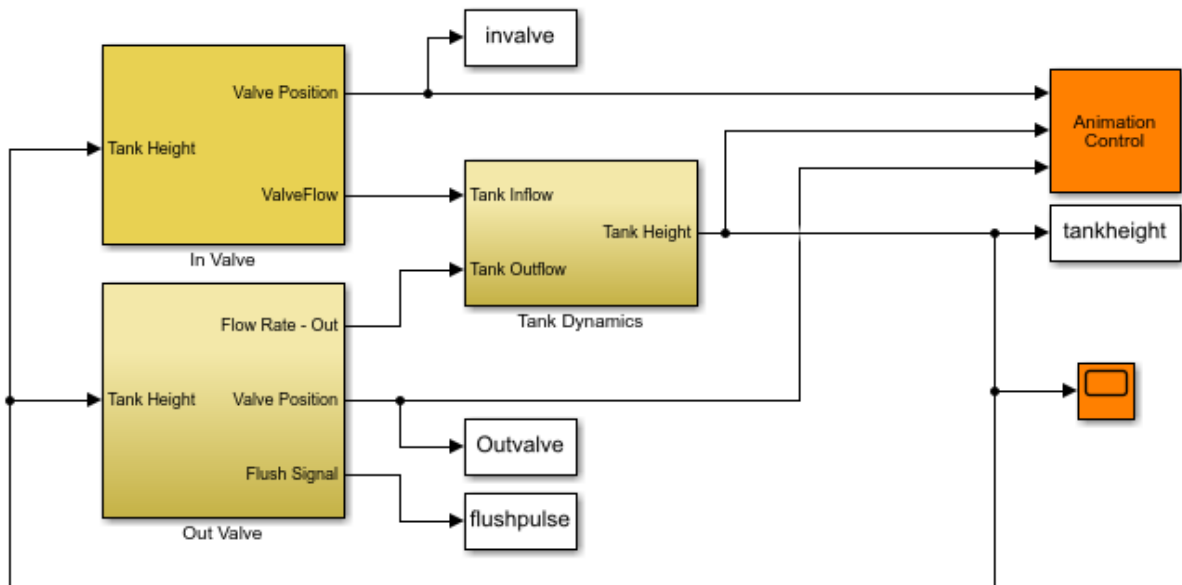 invalve
Valve Position
Tank Height
ValveFlow
In Valve
Animation
Control
Tank Inflow
Tank Height
Tank Outflow
Tank Dynamics
tankheight
Flow Rate - Out
Tank Height
Valve Position
Flush Signal
Out Valve
Outvalve
flushpulse